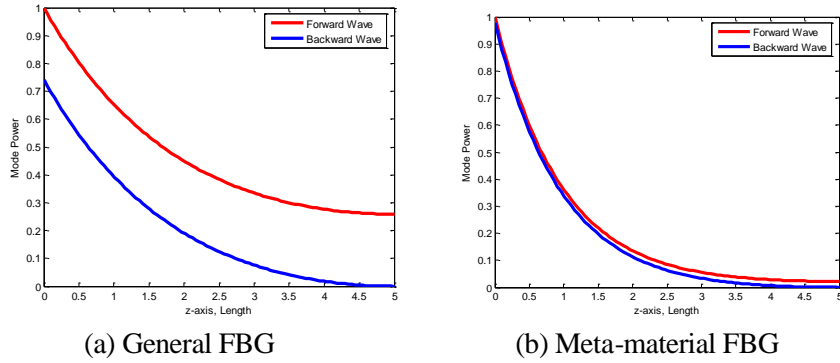 1
0.9
0.8
0.7
0.6
0.5
0.4
0.3
0.2
0.1
0
Mode Power
Forward Wave
Backward Wave
0 0.5 1 1.5 2 2.5 3 3.5 4 4.5 5
z-axis, Length
(a) General FBG
1
0.9
0.8
0.7
0.6
0.5
0.4
0.3
0.2
0.1
0
Mode Power
Forward Wave
Backward Wave
0 0.5 1 1.5 2 2.5 3 3.5 4 4.5 5
z-axis, Length
(b) Meta-material FBG